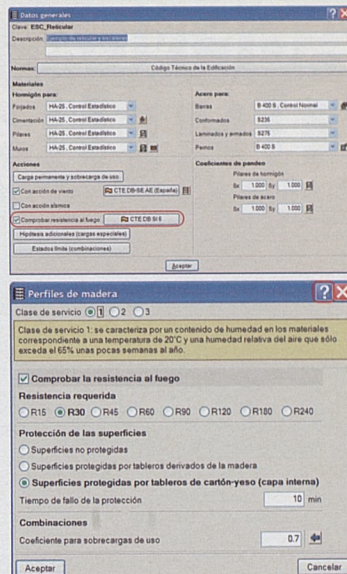 Datos generales
Clave: ESC_Reticular
Descripción: Ejemplo de reticular y escaleras
Normas: Código Técnico de la Edificación
Materiales
Hormigón para: Acero para:
Forjados HA-25, Control Estadístico Barras B 400 S, Control Normal
Cimentación HA-25, Control Estadístico Conformados S235
Pilares HA-25, Control Estadístico Laminados y armados S275
Muros HA-25, Control Estadístico Pernos B 400 S
Acciones Coeficientes de pandeo
Carga permanente y sobrecarga de uso Pilares de hormigón
Con acción de viento CTE DB-SE AE (España) βx 1.000 βy 1.000
Con acción sísmica Pilares de acero
Comprobar resistencia al fuego CTE DB SI 6 βx 1.000 βy 1.000
Hipótesis adicionales (cargas especiales)
Estados límite (combinaciones)
Aceptar
Perfiles de madera
Clase de servicio 1 2 3
Clase de servicio 1: se caracteriza por un contenido de humedad en los materiales
correspondiente a una temperatura de 20°C y una humedad relativa del aire que sólo
exceda el 65% unas pocas semanas al año.
Comprobar la resistencia al fuego
Resistencia requerida
R15 R30 R45 R60 R90 R120 R180 R240
Protección de las superficies
Superficies no protegidas
Superficies protegidas por tableros derivados de la madera
Superficies protegidas por tableros de cartón-yeso (capa interna)
Tiempo de fallo de la protección 10 min
Combinaciones
Coeficiente para sobrecargas de uso 0.7
Aceptar Cancelar